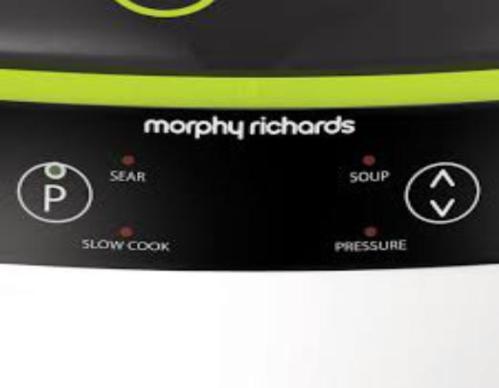 morphy richards
SEAR
SOUP
P
SLOW COOK
PRESSURE